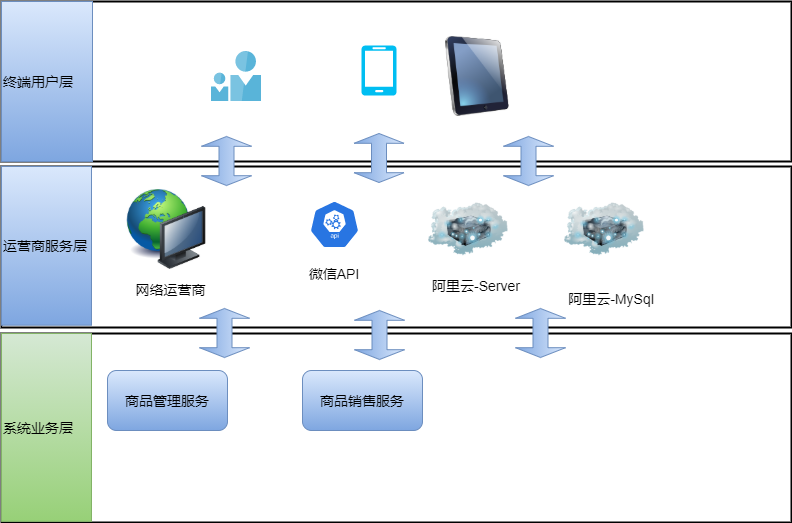 终端用户层
运营商服务层
api
网络运营商
微信API
阿里云-Server
阿里云-MySql
系统业务层
商品管理服务
商品销售服务